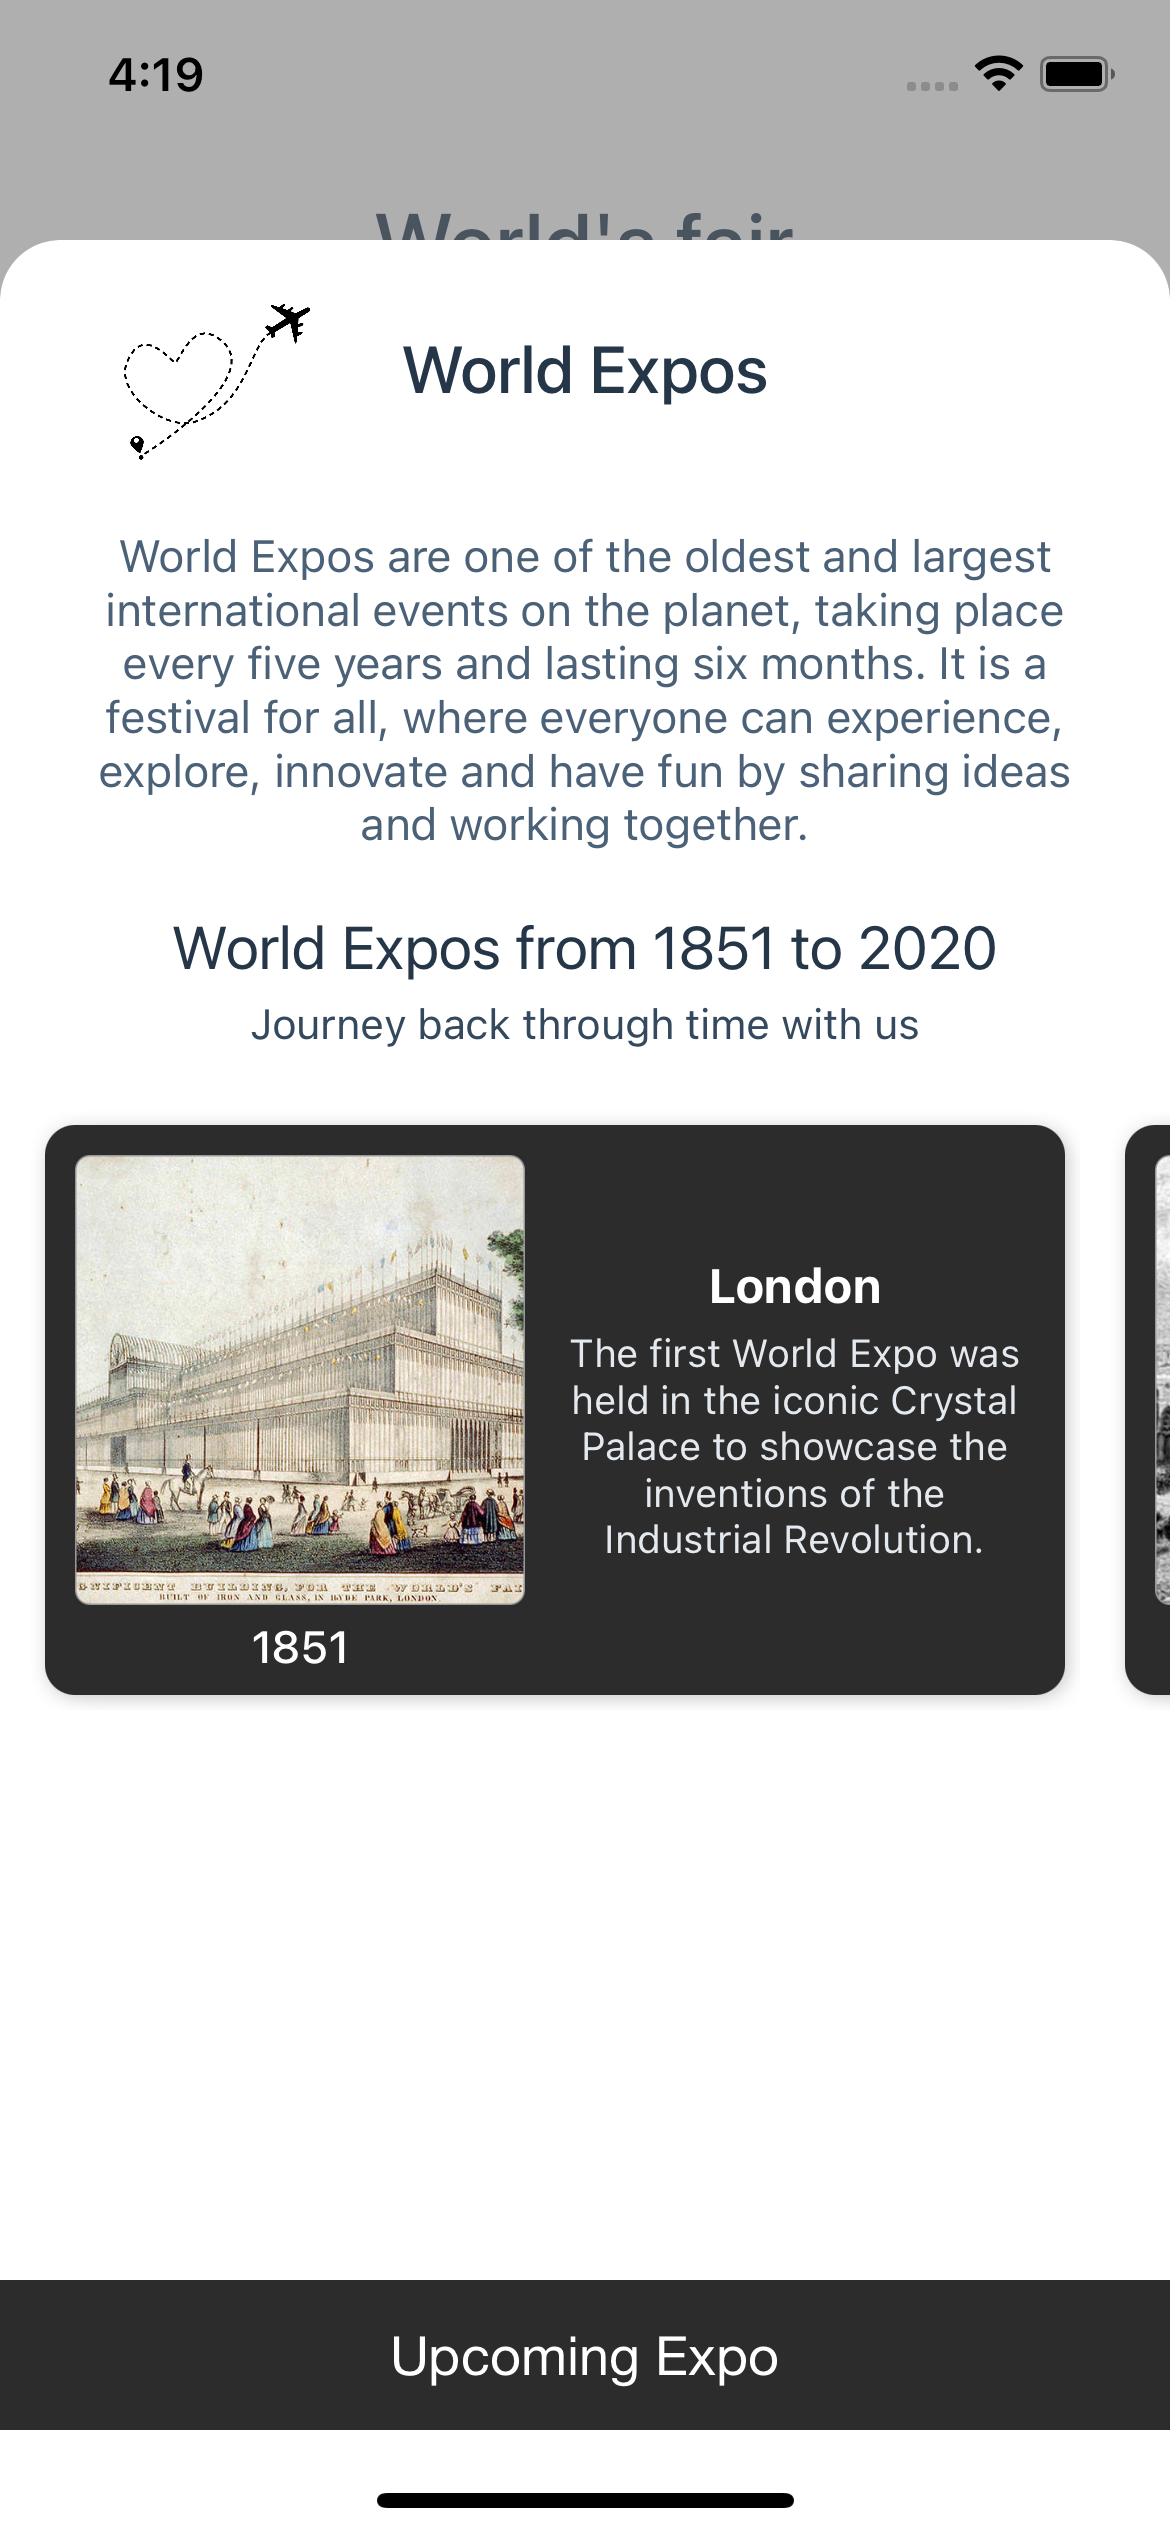 4:19
World's fair
World Expos
World Expos are one of the oldest and largest
international events on the planet, taking place
every five years and lasting six months. It is a
festival for all, where everyone can experience,
explore, innovate and have fun by sharing ideas
and working together.
World Expos from 1851 to 2020
Journey back through time with us
London
The first World Expo was
held in the iconic Crystal
Palace to showcase the
inventions of the
Industrial Revolution.
GNIFICENT BUILDING, FOR THE WORLD'S FAI
BUILT OF IRON AND GLASS, IN HYDE PARK, LONDON.
1851
Upcoming Expo